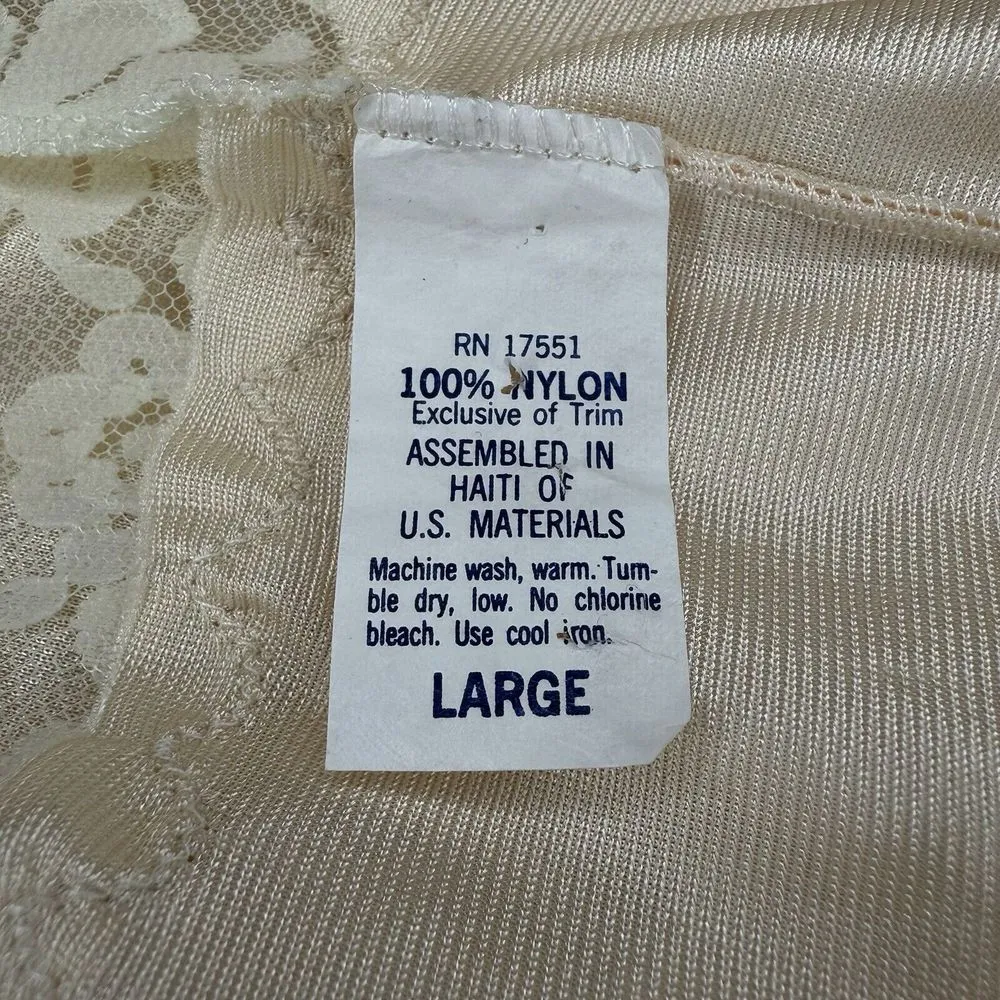 RN 17551
100% NYLON
Exclusive of Trim
ASSEMBLED IN
HAITI OF
U.S. MATERIALS
Machine wash, warm. Tum-
ble dry, low. No chlorine
bleach. Use cool iron.
LARGE